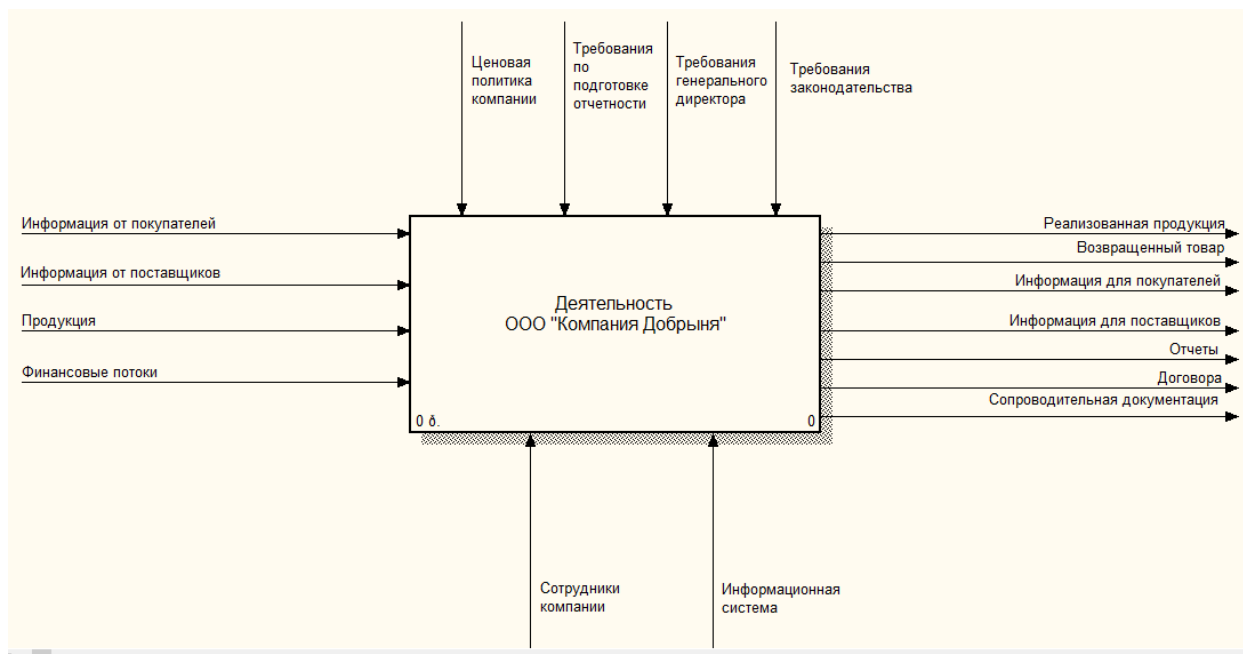 Ценовая
политика
компании
Требования
по
подготовке
отчетности
Требования
генерального
директора
Требования
законодательства
Информация от покупателей
Информация от поставщиков
Продукция
Финансовые потоки
Деятельность
ООО "Компания Добрыня"
0 ð.
0
Реализованная продукция
Возвращенный товар
Информация для покупателей
Информация для поставщиков
Отчеты
Договора
Сопроводительная документация
Сотрудники
компании
Информационная
система